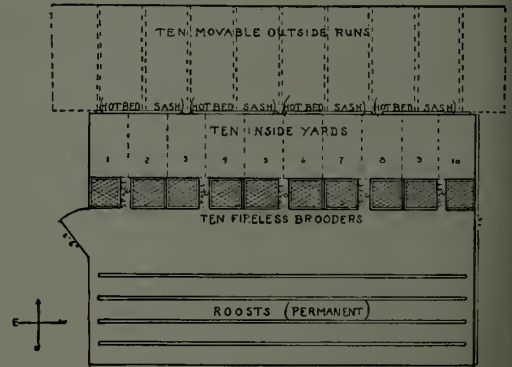 TEN MOVABLE OUTSIDE RUNS
(HOT BED SASH) (HOT BED SASH) (HOT BED SASH) (HOT BED SASH)
TEN INSIDE YARDS
1 2 3 4 5 6 7 8 9 10
TEN FIRELESS BROODERS
ROOSTS (PERMANENT)
E